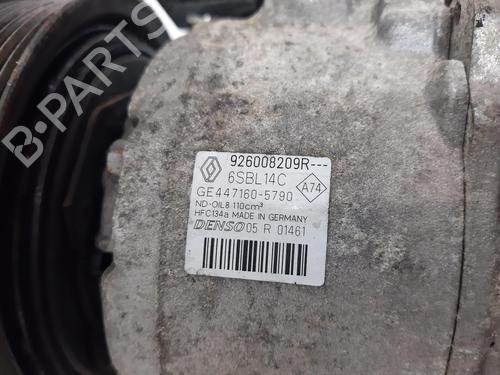 926008209R---
6SBL14C
A74
GE447160-5790
ND-OIL8 110cm³
HFC134a MADE IN GERMANY
DENSO 05 R 01461
B-PARTS